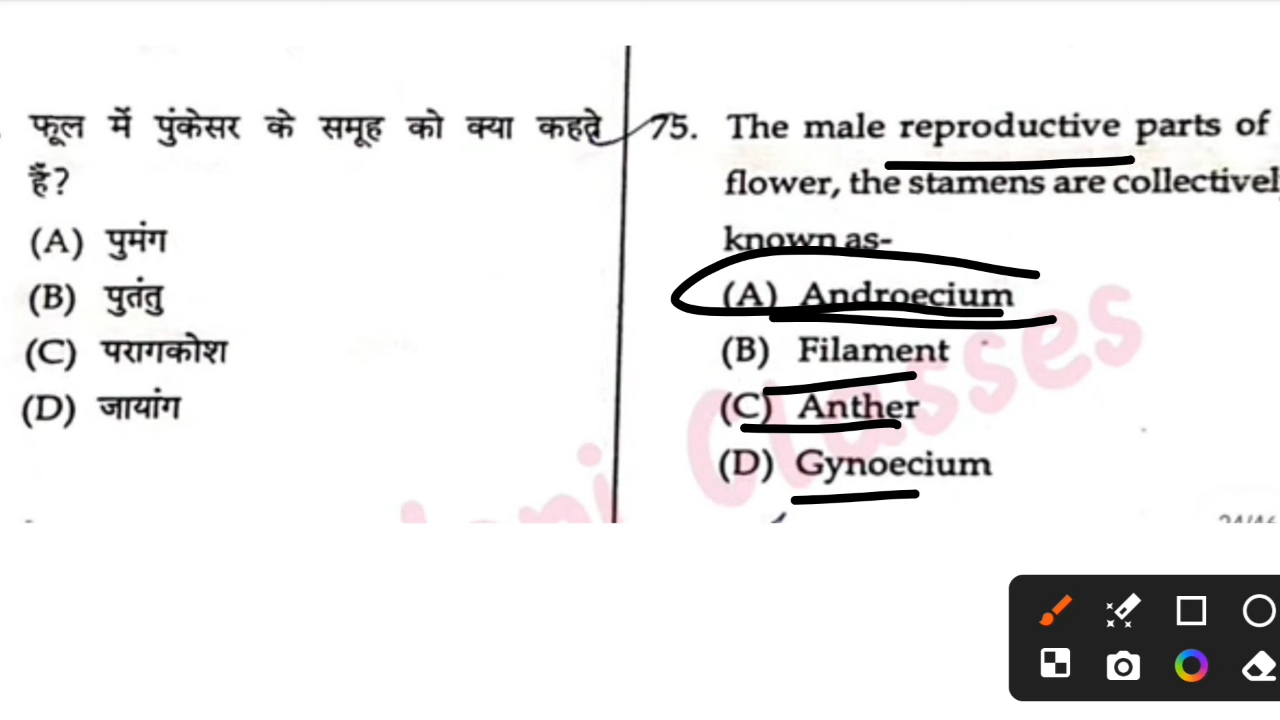 फूल में पुंकेसर के समूह को क्या कहते
हैं?
(A) पुमंग
(B) पुतंतु
(C) परागकोश
(D) जायांग
75. The male reproductive parts of
flower, the stamens are collectivel
known as-
(A) Androecium
(B) Filament
(C) Anther
(D) Gynoecium
Classes